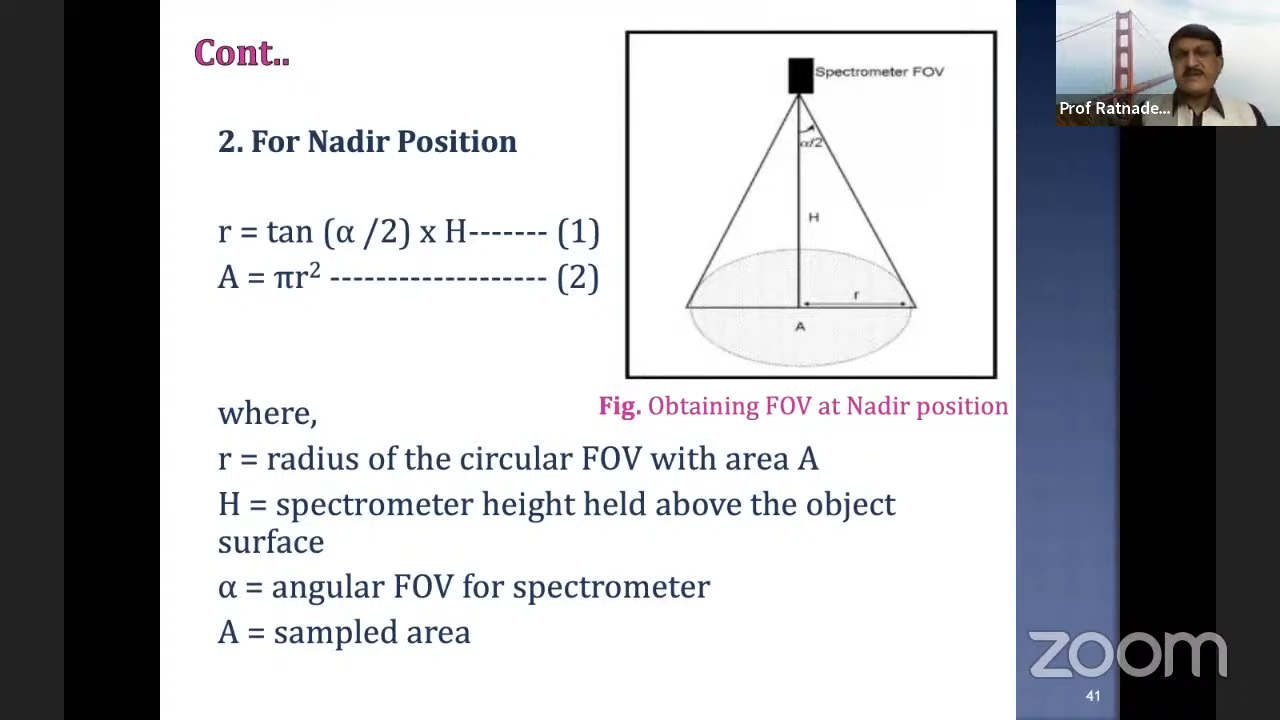 Cont..
2. For Nadir Position
r = tan (α /2) x H------- (1)
A = πr² ------------------- (2)
Spectrometer FOV
α/2
H
r
A
Fig. Obtaining FOV at Nadir position
where,
r = radius of the circular FOV with area A
H = spectrometer height held above the object
surface
α = angular FOV for spectrometer
A = sampled area
Prof Ratnade...
zoom
41